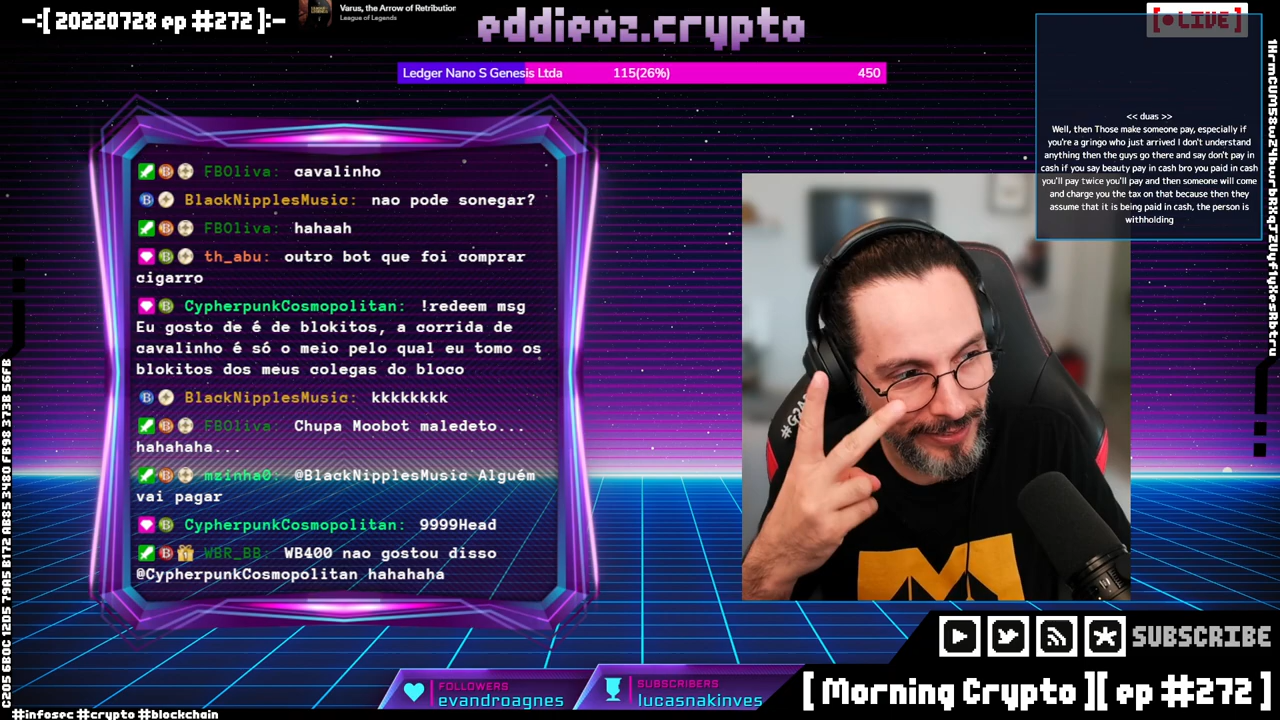 -:[ 20220728 ep #272 ]:-
Varus, the Arrow of Retribution
League of Legends
eddieoz.crypto
[ • LIVE ]
Ledger Nano S Genesis Ltda 115(26%) 450
<< duas >>
Well, then Those make someone pay, especially if
you're a gringo who just arrived I don't understand
anything then the guys go there and say don't pay in
cash if you say beauty pay in cash bro you paid in cash
you'll pay twice you'll pay and then someone will come
and charge you the tax on that because then they
assume that it is being paid in cash, the person is
withholding
FBOliva: cavalinho
BlackNipplesMusic: nao pode sonegar?
FBOliva: hahaah
th_abu: outro bot que foi comprar
cigarro
CypherpunkCosmopolitan: !redeem msg
Eu gosto de é de blokitos, a corrida de
cavalinho é só o meio pelo qual eu tomo os
blokitos dos meus colegas do bloco
BlackNipplesMusic: kkkkkkkk
FBOliva: Chupa Moobot maledeto...
hahahaha...
mzinha0: @BlackNipplesMusic Alguém
vai pagar
CypherpunkCosmopolitan: 9999Head
WBR_BB: WB400 nao gostou disso
@CypherpunkCosmopolitan hahahaha
SUBSCRIBE
FOLLOWERS
evandroagnes
SUBSCRIBERS
lucasnakinves
[ Morning Crypto ][ ep #272 ]
#infosec #crypto #blockchain